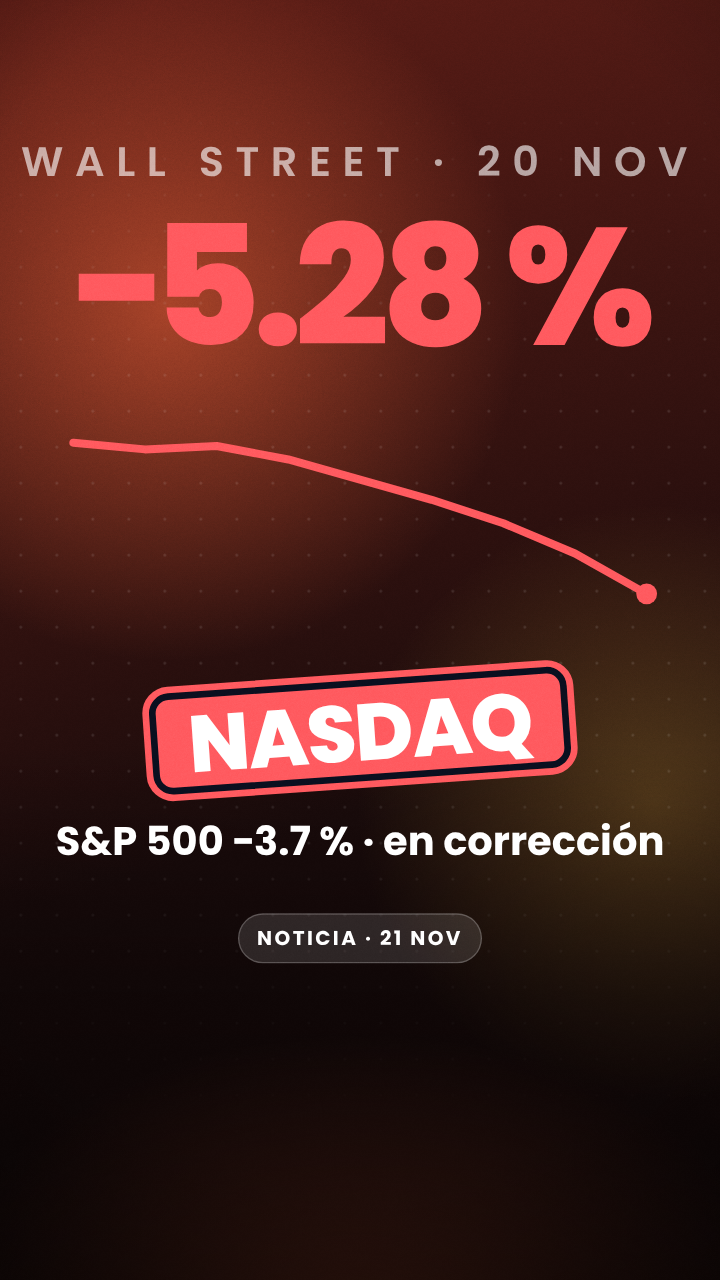 WALL STREET · 20 NOV
−5.28 %
NASDAQ
S&P 500 −3.7 % · en corrección
NOTICIA · 21 NOV